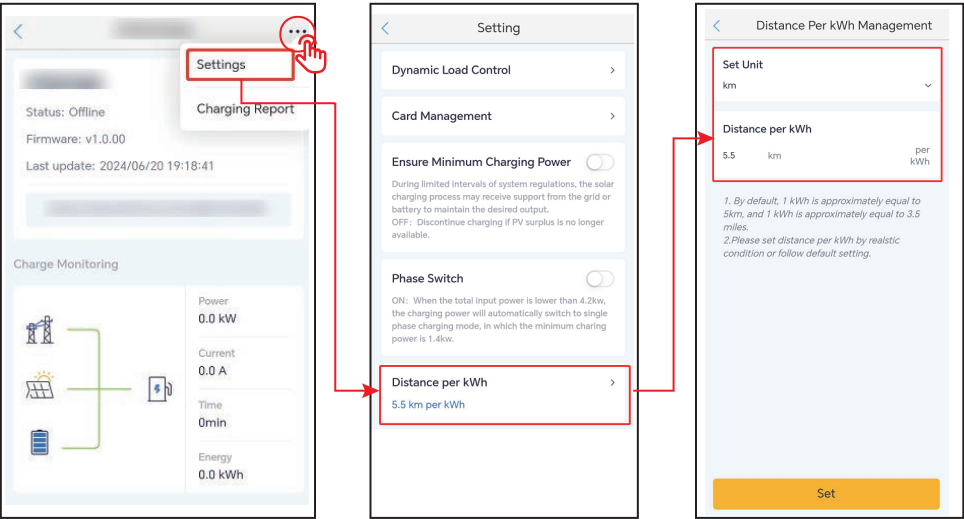 Settings
Charging Report
Status: Offline
Firmware: v1.0.00
Last update: 2024/06/20 19:18:41
Charge Monitoring
Power
0.0 kW
Current
0.0 A
Time
0min
Energy
0.0 kWh
Setting
Dynamic Load Control
Card Management
Ensure Minimum Charging Power
During limited intervals of system regulations, the solar
charging process may receive support from the grid or
battery to maintain the desired output.
OFF: Discontinue charging if PV surplus is no longer
available.
Phase Switch
ON: When the total input power is lower than 4.2kw,
the charging power will automatically switch to single
phase charging mode, in which the minimum charing
power is 1.4kw.
Distance per kWh
5.5 km per kWh
Distance Per kWh Management
Set Unit
km
Distance per kWh
5.5 km per
kWh
1. By default, 1 kWh is approximately equal to
5km, and 1 kWh is approximately equal to 3.5
miles.
2.Please set distance per kWh by realstic
condition or follow default setting.
Set